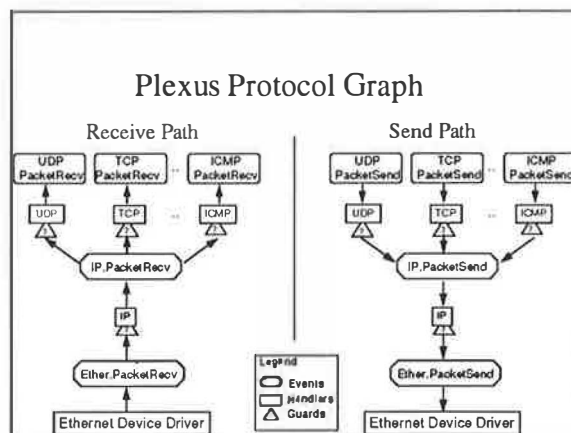 Plexus Protocol Graph
Receive Path
Send Path
UDP
PacketRecv
TCP
PacketRecv
..
ICMP
PacketRecv
UDP
PacketSend
TCP
PacketSend
..
ICMP
PacketSend
UDP
TCP
..
ICMP
UDP
TCP
..
ICMP
?
?
?
?
?
?
IP.PacketRecv
IP.PacketSend
IP
?
IP
?
Ether.PacketRecv
Ether.PacketSend
Legend
Events
Handlers
Guards
Ethernet Device Driver
Ethernet Device Driver